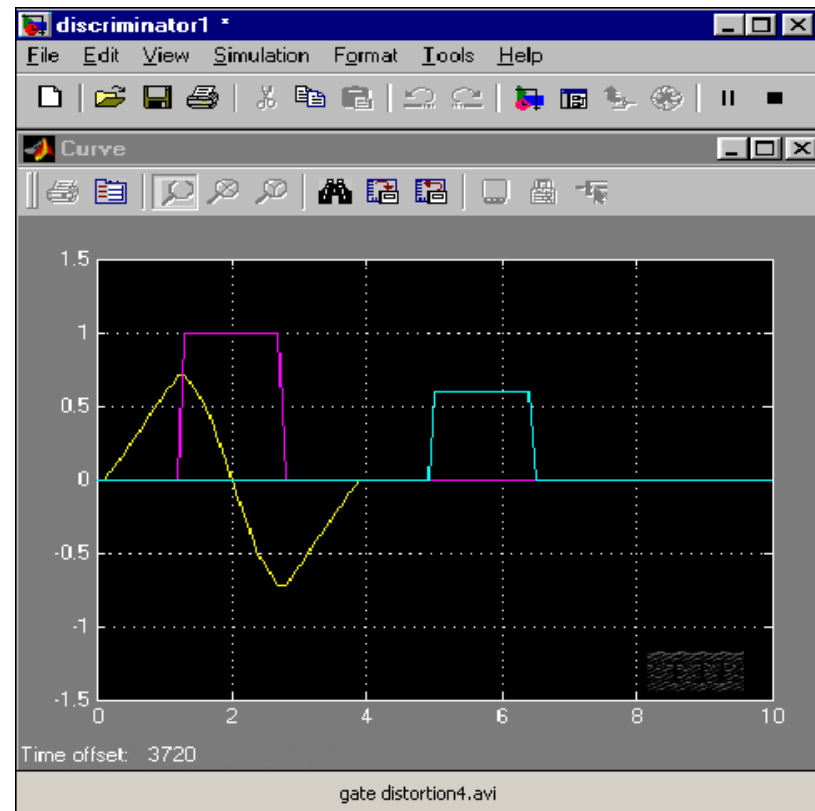 discriminator1 *
File Edit View Simulation Format Tools Help
Curve
1.5
1
0.5
0
-0.5
-1
-1.5
0 2 4 6 8 10
Time offset: 3720
gate distortion4.avi